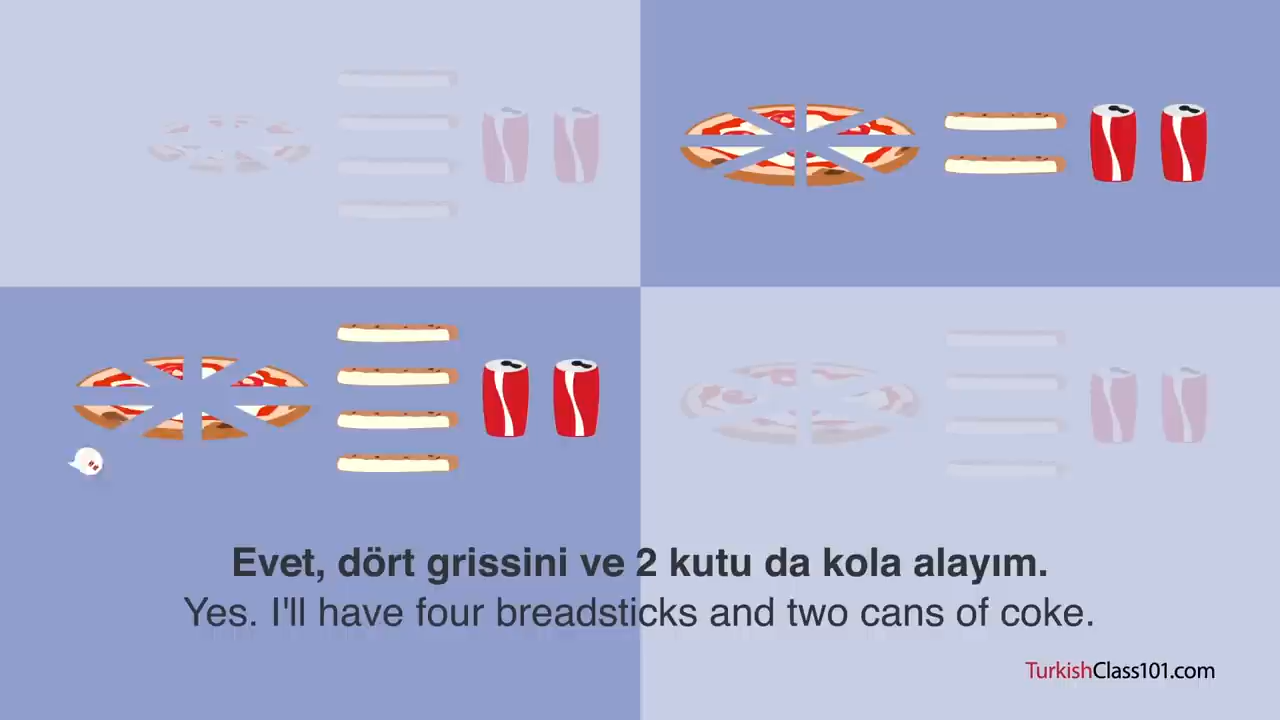 Evet, dört grissini ve 2 kutu da kola alayım.
Yes. I'll have four breadsticks and two cans of coke.
TurkishClass101.com